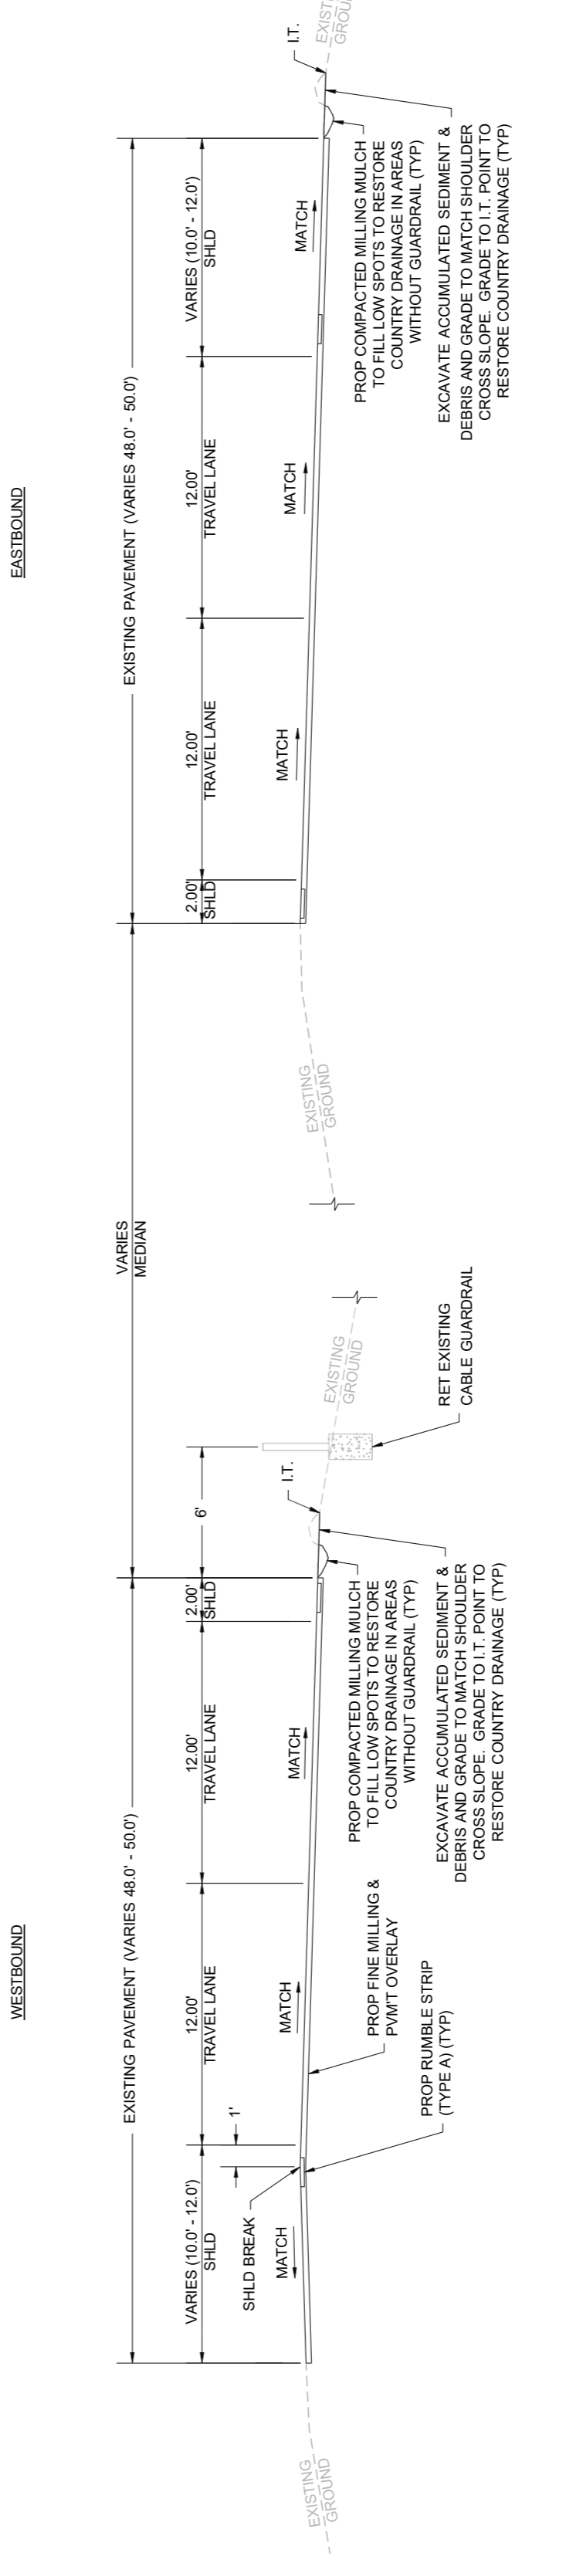 WESTBOUND
EASTBOUND
EXISTING PAVEMENT (VARIES 48.0' - 50.0')
VARIES
MEDIAN
EXISTING PAVEMENT (VARIES 48.0' - 50.0')
VARIES (10.0' - 12.0')
SHLD
12.00'
TRAVEL LANE
12.00'
TRAVEL LANE
2.00'
SHLD
6'
2.00'
SHLD
12.00'
TRAVEL LANE
12.00'
TRAVEL LANE
VARIES (10.0' - 12.0')
SHLD
1'
SHLD BREAK
MATCH
MATCH
MATCH
I.T.
MATCH
MATCH
MATCH
I.T.
EXISTING
GROUND
EXISTING
GROUND
EXISTING
GROUND
EXISTING
GROUND
PROP FINE MILLING &
PVM'T OVERLAY
PROP RUMBLE STRIP
(TYPE A) (TYP)
PROP COMPACTED MILLING MULCH
TO FILL LOW SPOTS TO RESTORE
COUNTRY DRAINAGE IN AREAS
WITHOUT GUARDRAIL (TYP)
EXCAVATE ACCUMULATED SEDIMENT &
DEBRIS AND GRADE TO MATCH SHOULDER
CROSS SLOPE. GRADE TO I.T. POINT TO
RESTORE COUNTRY DRAINAGE (TYP)
RET EXISTING
CABLE GUARDRAIL
PROP COMPACTED MILLING MULCH
TO FILL LOW SPOTS TO RESTORE
COUNTRY DRAINAGE IN AREAS
WITHOUT GUARDRAIL (TYP)
EXCAVATE ACCUMULATED SEDIMENT &
DEBRIS AND GRADE TO MATCH SHOULDER
CROSS SLOPE. GRADE TO I.T. POINT TO
RESTORE COUNTRY DRAINAGE (TYP)